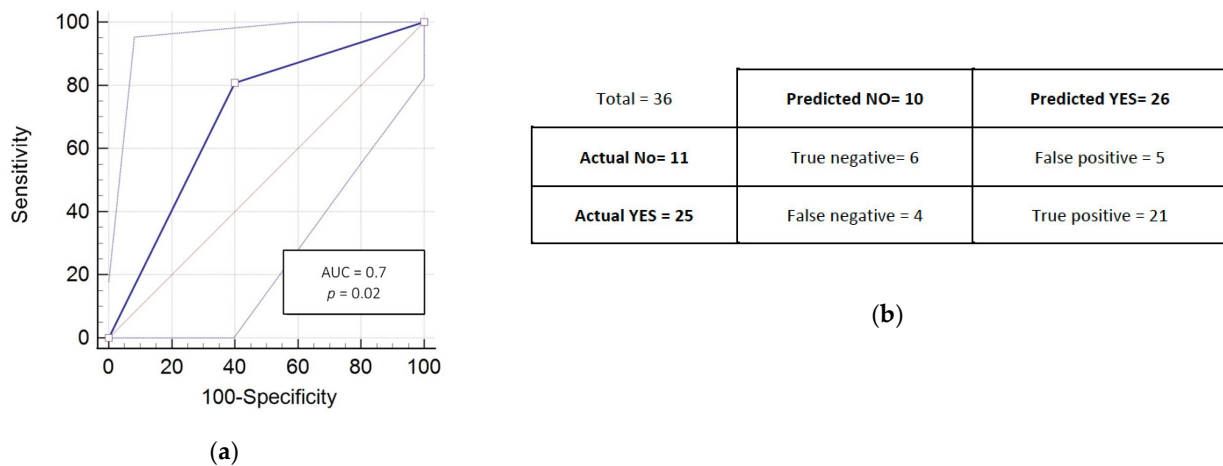 100
80
60
40
20
0
Sensitivity
AUC = 0.7
p = 0.02
0 20 40 60 80 100
100-Specificity
(a)
Total = 36 Predicted NO= 10 Predicted YES= 26
Actual No= 11 True negative= 6 False positive = 5
Actual YES = 25 False negative = 4 True positive = 21
(b)